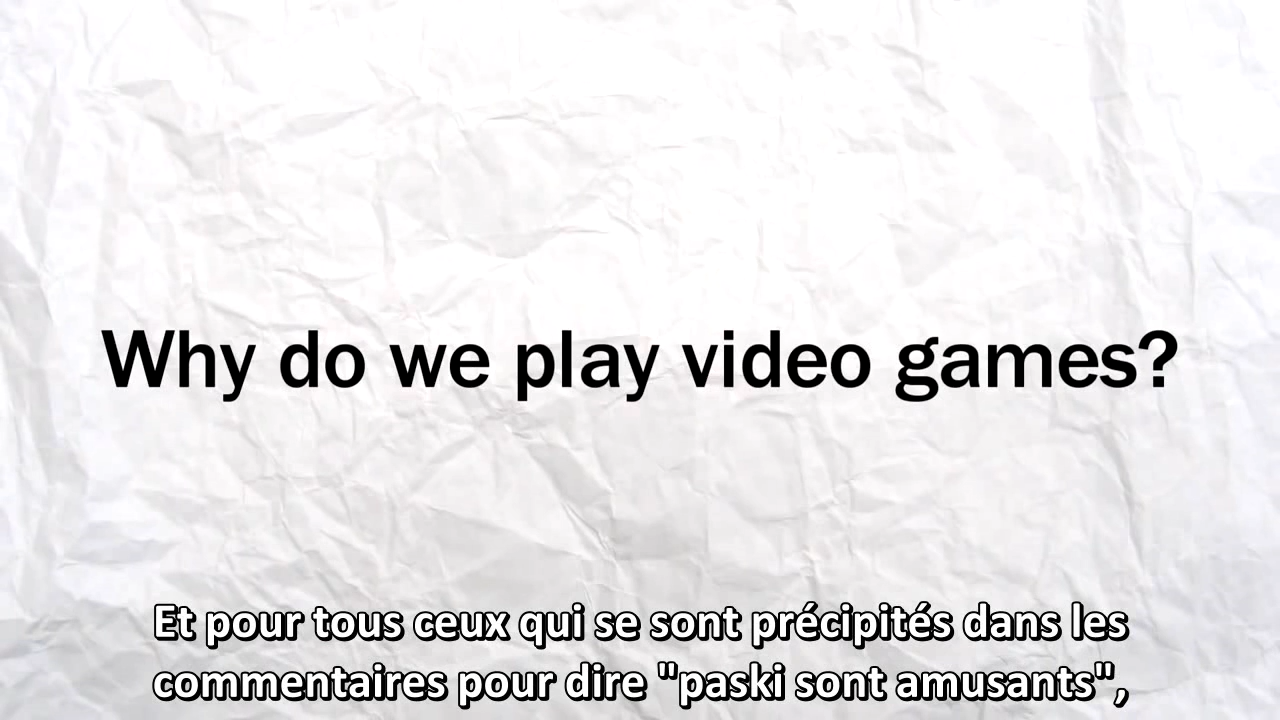 Why do we play video games?
Et pour tous ceux qui se sont précipités dans les
commentaires pour dire "paski sont amusants",